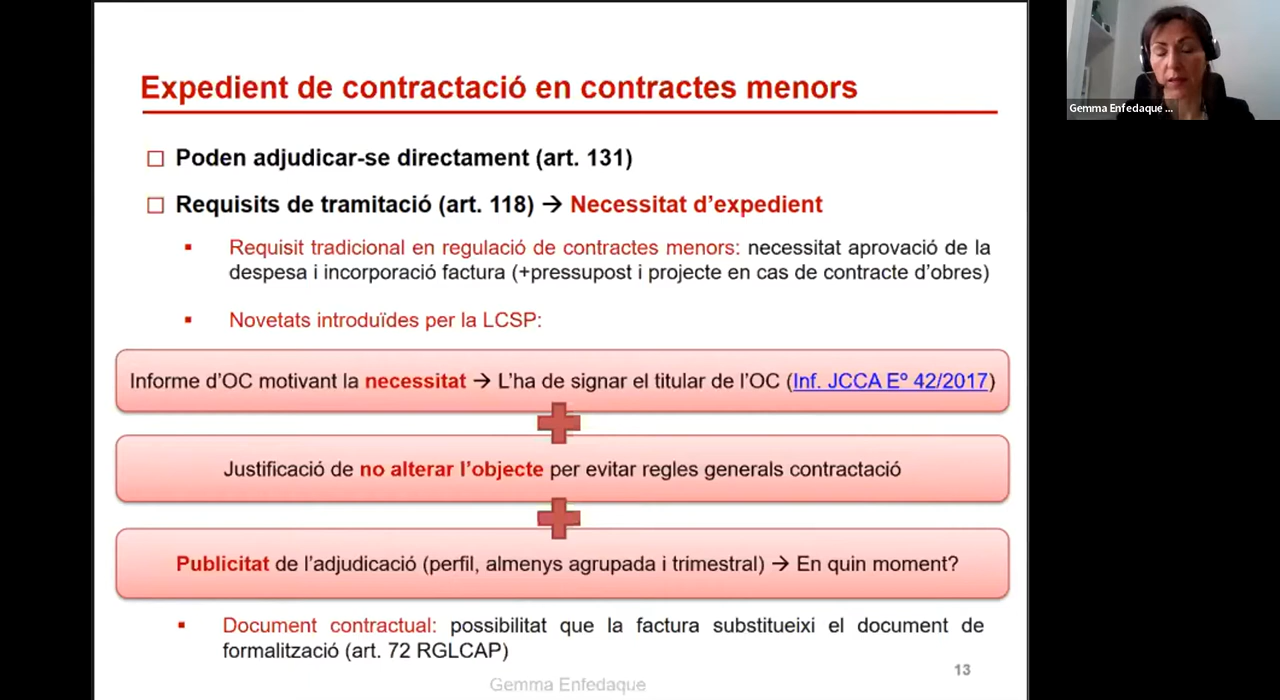 Expedient de contractació en contractes menors
Poden adjudicar-se directament (art. 131)
Requisits de tramitació (art. 118) → Necessitat d’expedient
Requisit tradicional en regulació de contractes menors: necessitat aprovació de la
despesa i incorporació factura (+pressupost i projecte en cas de contracte d’obres)
Novetats introduïdes per la LCSP:
Informe d’OC motivant la necessitat → L’ha de signar el titular de l’OC (Inf. JCCA Eº 42/2017)
Justificació de no alterar l’objecte per evitar regles generals contractació
Publicitat de l’adjudicació (perfil, almenys agrupada i trimestral) → En quin moment?
Document contractual: possibilitat que la factura substitueixi el document de
formalització (art. 72 RGLCAP)
13
Gemma Enfedaque
Gemma Enfedaque ...